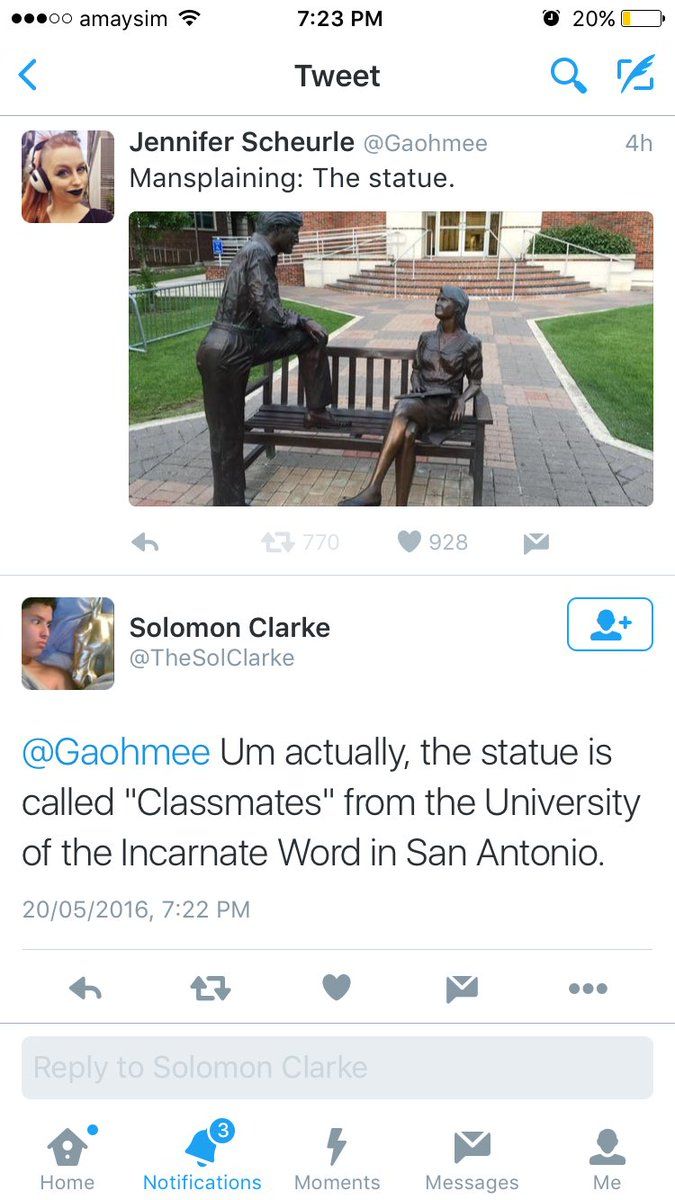 amaysim 7:23 PM 20%
Tweet
Jennifer Scheurle @Gaohmee 4h
Mansplaining: The statue.
770 928
Solomon Clarke
@TheSolClarke
@Gaohmee Um actually, the statue is
called "Classmates" from the University
of the Incarnate Word in San Antonio.
20/05/2016, 7:22 PM
Reply to Solomon Clarke
3
Home Notifications Moments Messages Me